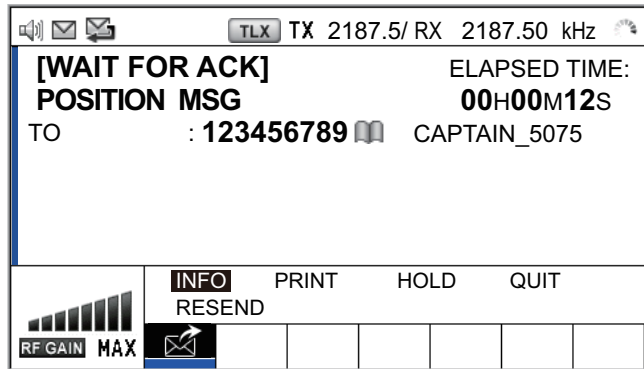 TLX TX 2187.5/ RX 2187.50 kHz
[WAIT FOR ACK] ELAPSED TIME:
POSITION MSG 00H00M12S
TO : 123456789 CAPTAIN_5075
INFO PRINT HOLD QUIT
RESEND
RF GAIN MAX